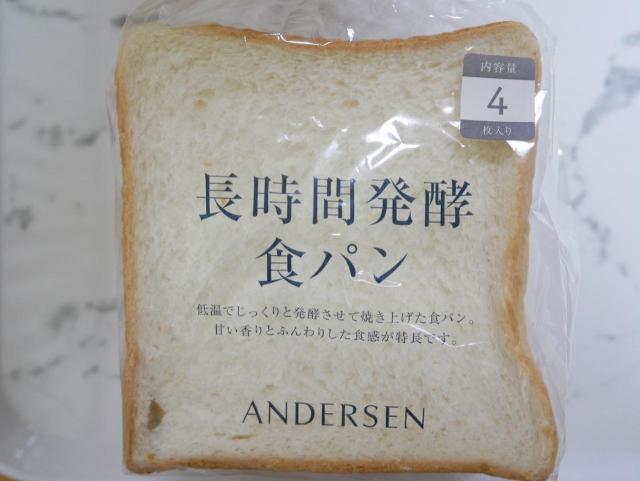 内容量
4
枚入り
長時間発酵
食パン
低温でじっくりと発酵させて焼き上げた食パン。
甘い香りとふんわりした食感が特長です。
ANDERSEN